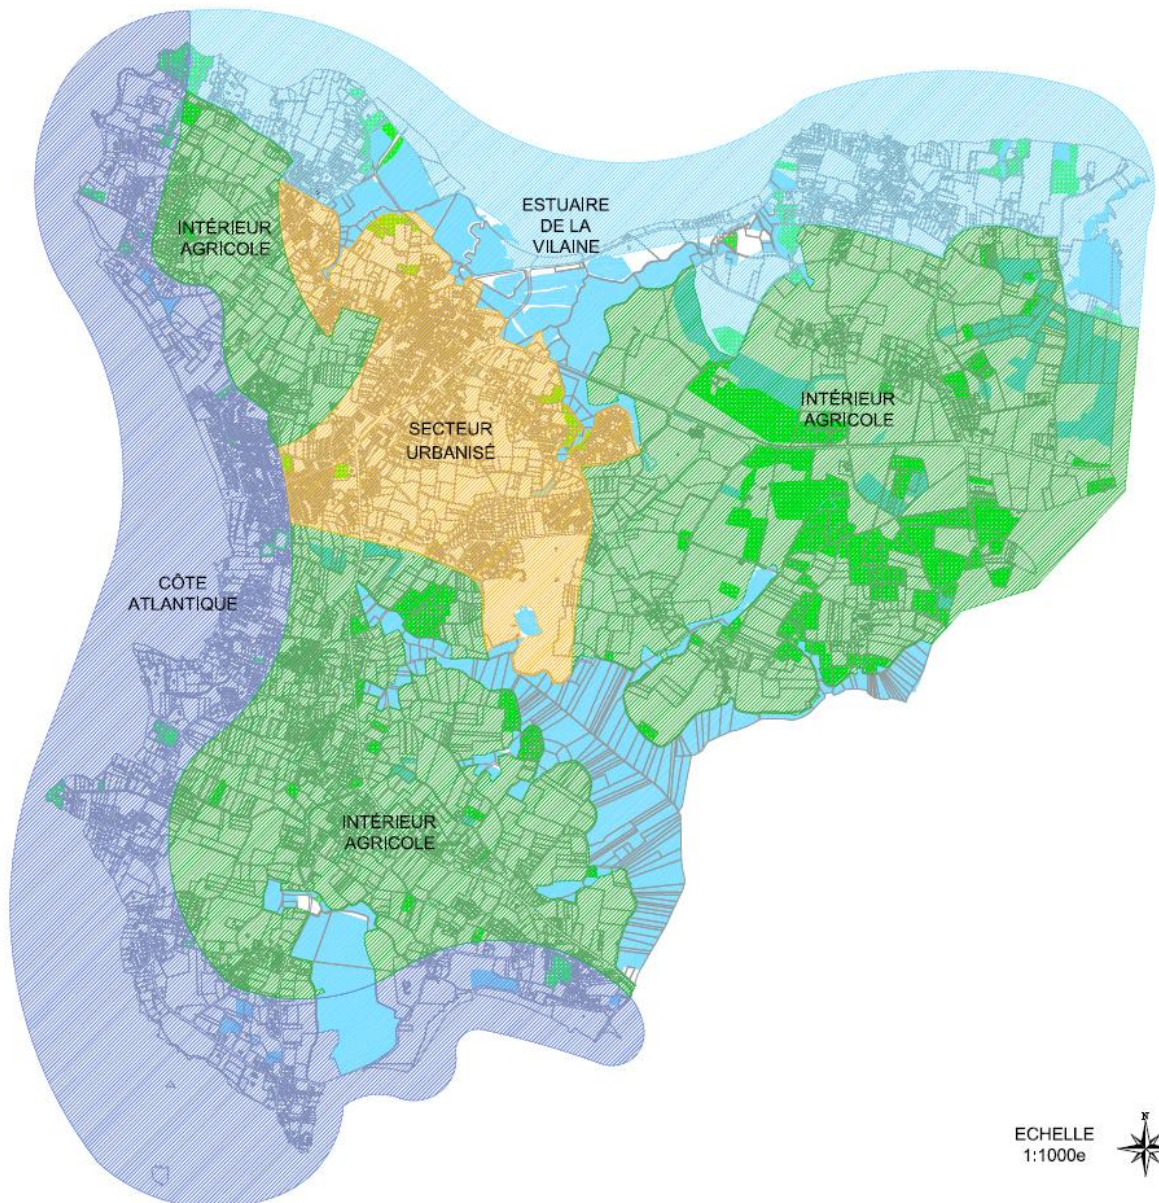 ESTUAIRE
DE LA
VILAINE
INTÉRIEUR
AGRICOLE
INTÉRIEUR
AGRICOLE
SECTEUR
URBANISÉ
CÔTE
ATLANTIQUE
INTÉRIEUR
AGRICOLE
N
ECHELLE
1:1000e